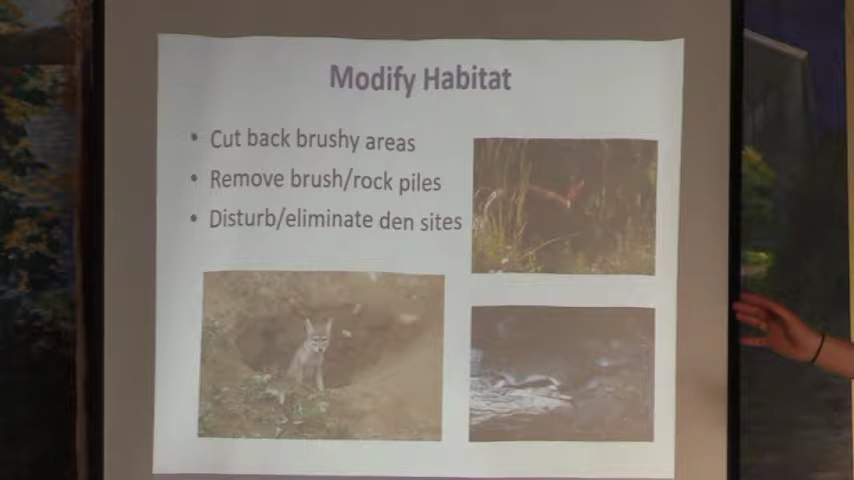 Modify Habitat
• Cut back brushy areas
• Remove brush/rock piles
• Disturb/eliminate den sites